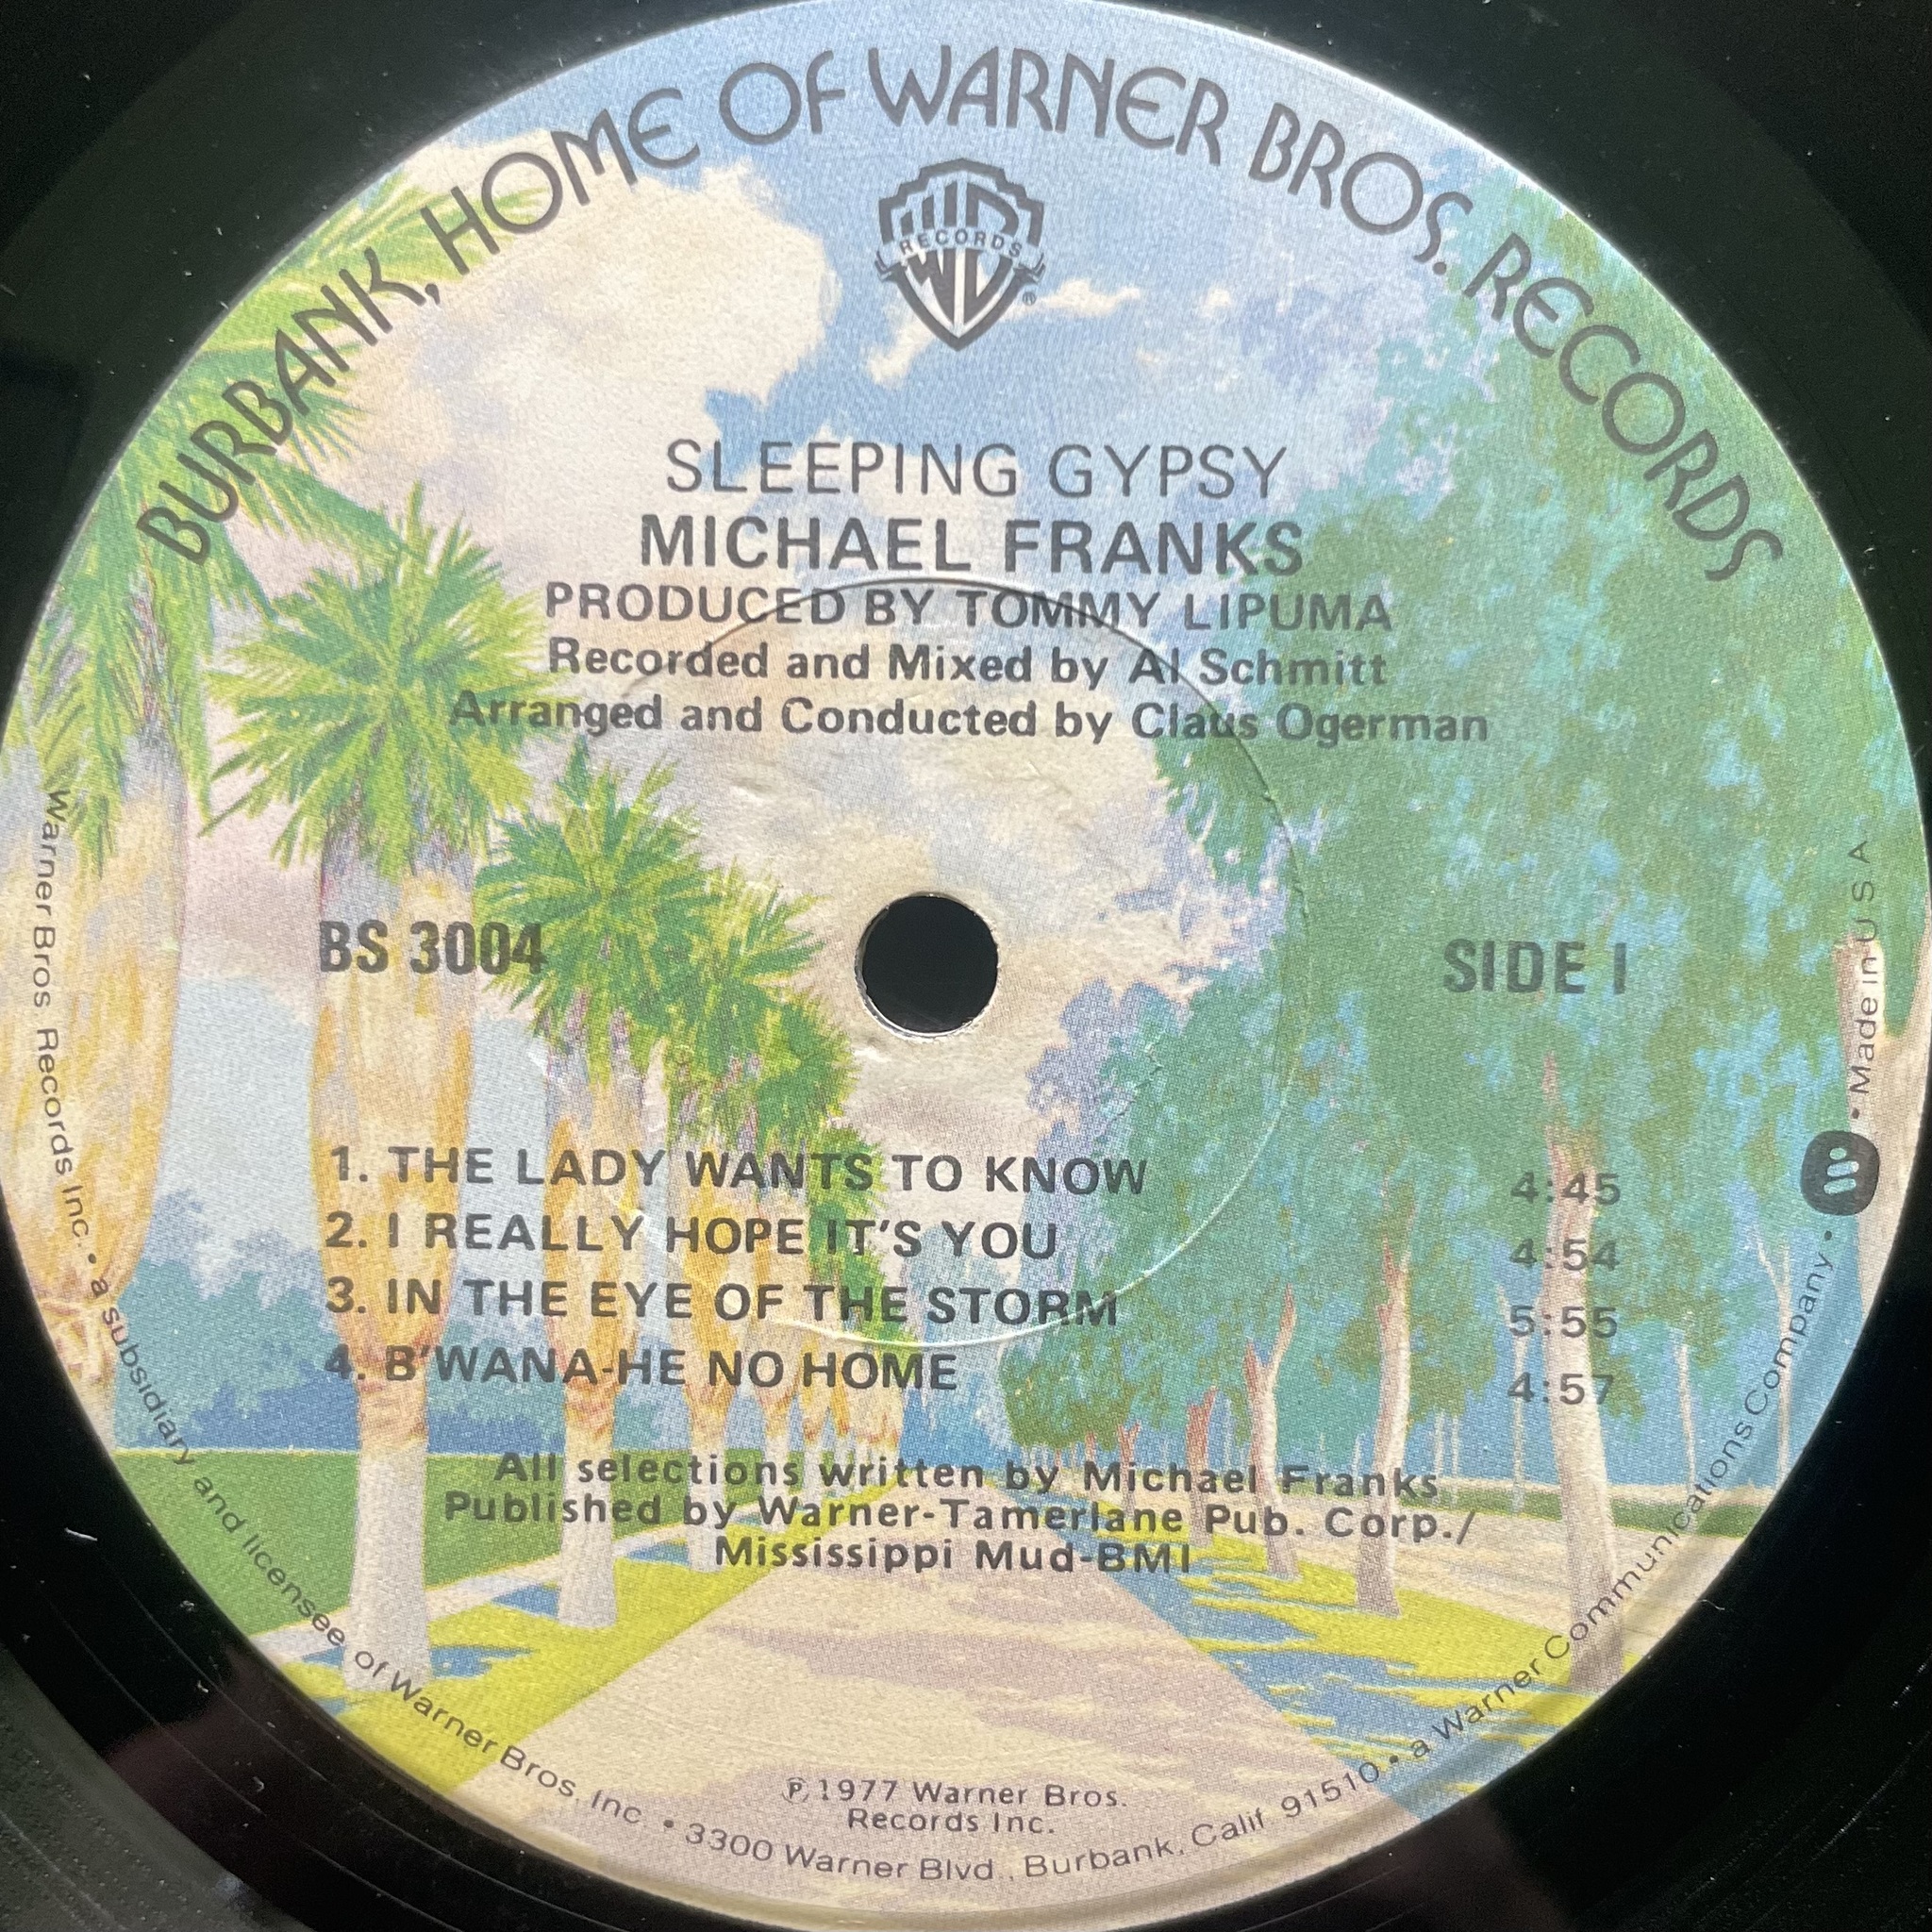 BURBANK, HOME OF WARNER BROS. RECORDS
RECORDS
®
SLEEPING GYPSY
MICHAEL FRANKS
PRODUCED BY TOMMY LIPUMA
Recorded and Mixed by Al Schmitt
Arranged and Conducted by Claus Ogerman
BS 3004
SIDE 1
1. THE LADY WANTS TO KNOW 4:45
2. I REALLY HOPE IT'S YOU 4:54
3. IN THE EYE OF THE STORM 5:55
4. B'WANA-HE NO HOME 4:57
All selections written by Michael Franks
Published by Warner-Tamerlane Pub. Corp./
Mississippi Mud-BMI
℗ 1977 Warner Bros.
Records Inc.
Warner Bros. Records Inc. • a subsidiary and licensee of Warner Bros. Inc. • 3300 Warner Blvd., Burbank, Calif. 91510 • a Warner Communications Company • • Made in U S A